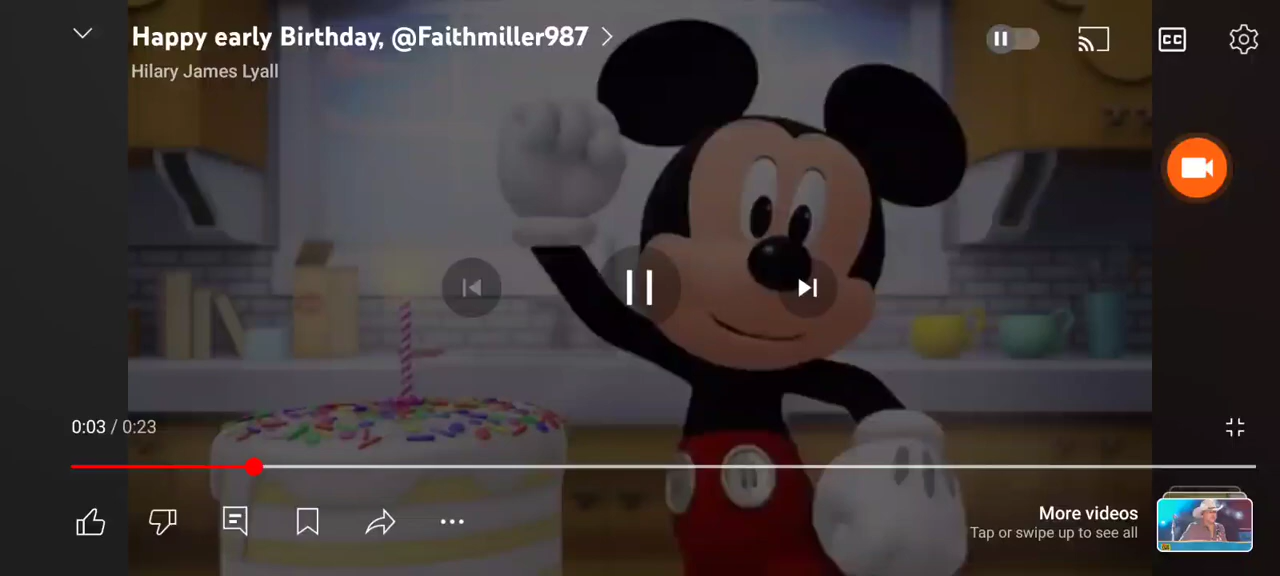 Happy early Birthday, @Faithmiller987
Hilary James Lyall
CC
0:03 / 0:23
More videos
Tap or swipe up to see all